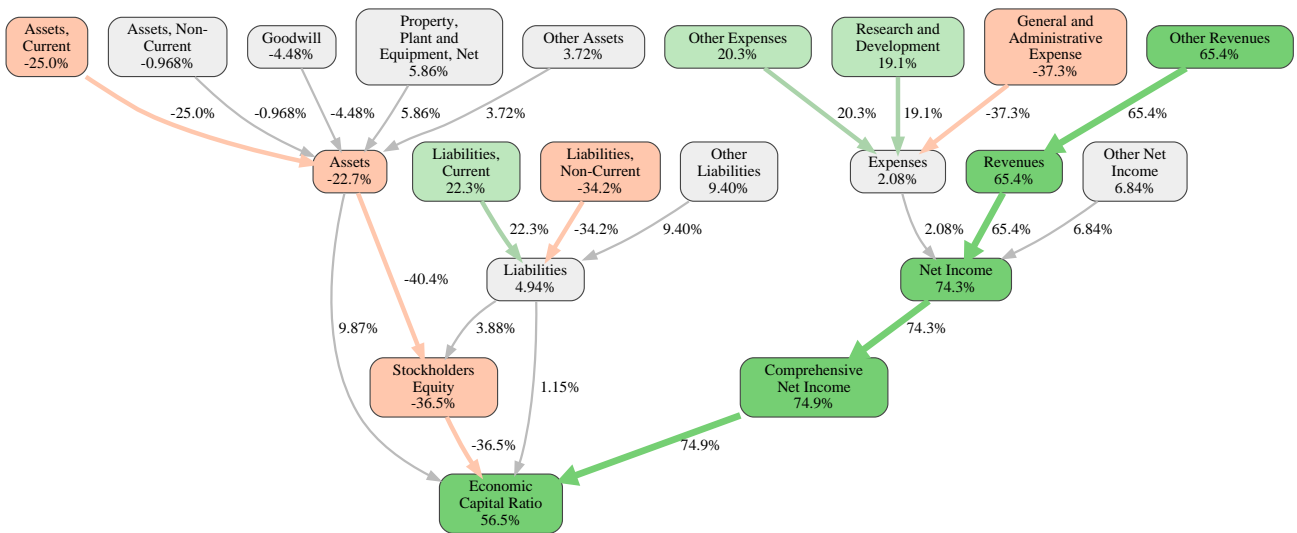 Assets,
Current
-25.0%
Assets, Non-
Current
-0.968%
Goodwill
-4.48%
Property,
Plant and
Equipment, Net
5.86%
Other Assets
3.72%
Other Expenses
20.3%
Research and
Development
19.1%
General and
Administrative
Expense
-37.3%
Other Revenues
65.4%
-25.0%
-0.968%
-4.48%
5.86%
3.72%
20.3%
19.1%
-37.3%
65.4%
Assets
-22.7%
Liabilities,
Current
22.3%
Liabilities,
Non-Current
-34.2%
Other
Liabilities
9.40%
Expenses
2.08%
Revenues
65.4%
Other Net
Income
6.84%
22.3%
-34.2%
9.40%
2.08%
65.4%
6.84%
-40.4%
Liabilities
4.94%
Net Income
74.3%
9.87%
3.88%
74.3%
Stockholders
Equity
-36.5%
1.15%
Comprehensive
Net Income
74.9%
-36.5%
74.9%
Economic
Capital Ratio
56.5%